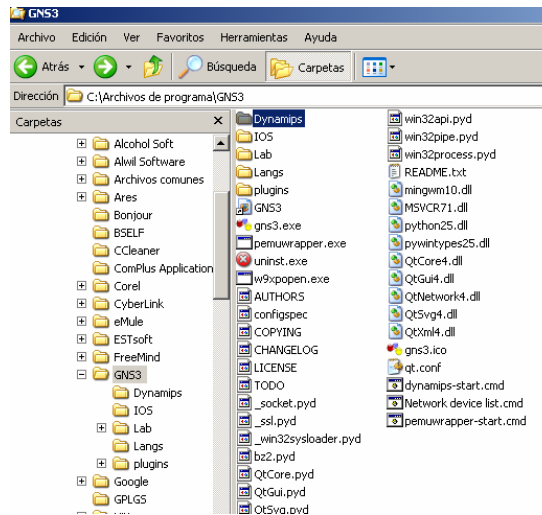 GNS3
Archivo Edición Ver Favoritos Herramientas Ayuda
Atrás Búsqueda Carpetas
Dirección C:\Archivos de programa\GNS3
Carpetas
Alcohol Soft
Alwil Software
Archivos comunes
Ares
Bonjour
BSELF
CCleaner
ComPlus Application
Corel
CyberLink
eMule
ESTsoft
FreeMind
GNS3
Dynamips
IOS
Lab
Langs
plugins
Google
GPLGS
Dynamips
IOS
Lab
Langs
plugins
GNS3
gns3.exe
pemuwrapper.exe
uninst.exe
w9xpopen.exe
AUTHORS
configspec
COPYING
CHANGELOG
LICENSE
TODO
_socket.pyd
_ssl.pyd
_win32sysloader.pyd
bz2.pyd
QtCore.pyd
QtGui.pyd
QtSvg.pyd
win32api.pyd
win32pipe.pyd
win32process.pyd
README.txt
mingwm10.dll
MSVCR71.dll
python25.dll
pywintypes25.dll
QtCore4.dll
QtGui4.dll
QtNetwork4.dll
QtSvg4.dll
QtXml4.dll
gns3.ico
qt.conf
dynamips-start.cmd
Network device list.cmd
pemuwrapper-start.cmd